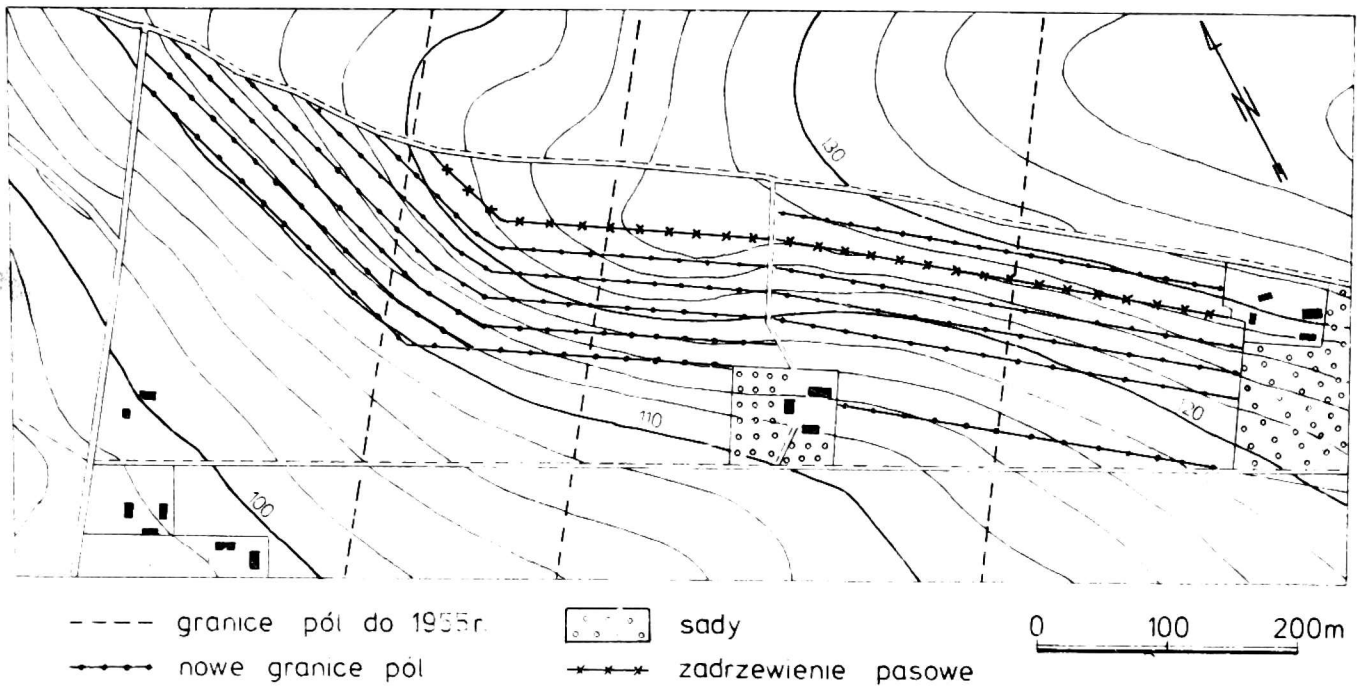 130
110
120
100
N
granice pól do 1955r.
sady
0 100 200m
nowe granice pól
zadrzewienie pasowe